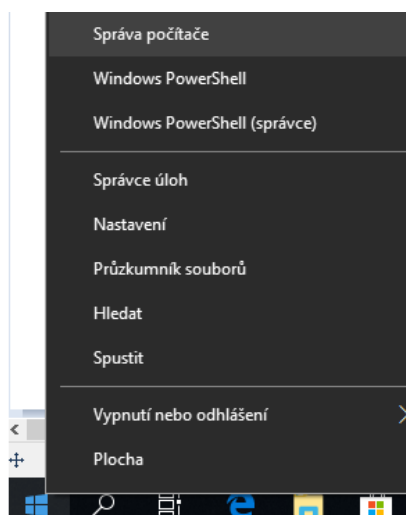 Správa počítače
Windows PowerShell
Windows PowerShell (správce)
Správce úloh
Nastavení
Průzkumník souborů
Hledat
Spustit
Vypnutí nebo odhlášení
Plocha